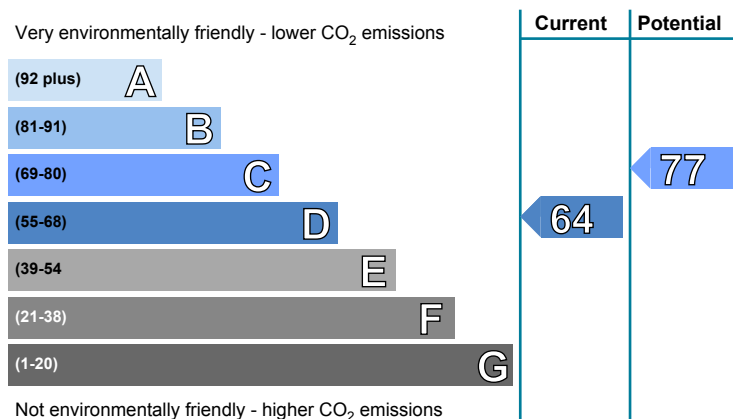 Very environmentally friendly - lower CO2 emissions
Current
Potential
(92 plus) A
(81-91) B
(69-80) C
77
(55-68) D
64
(39-54 E
(21-38) F
(1-20) G
Not environmentally friendly - higher CO2 emissions